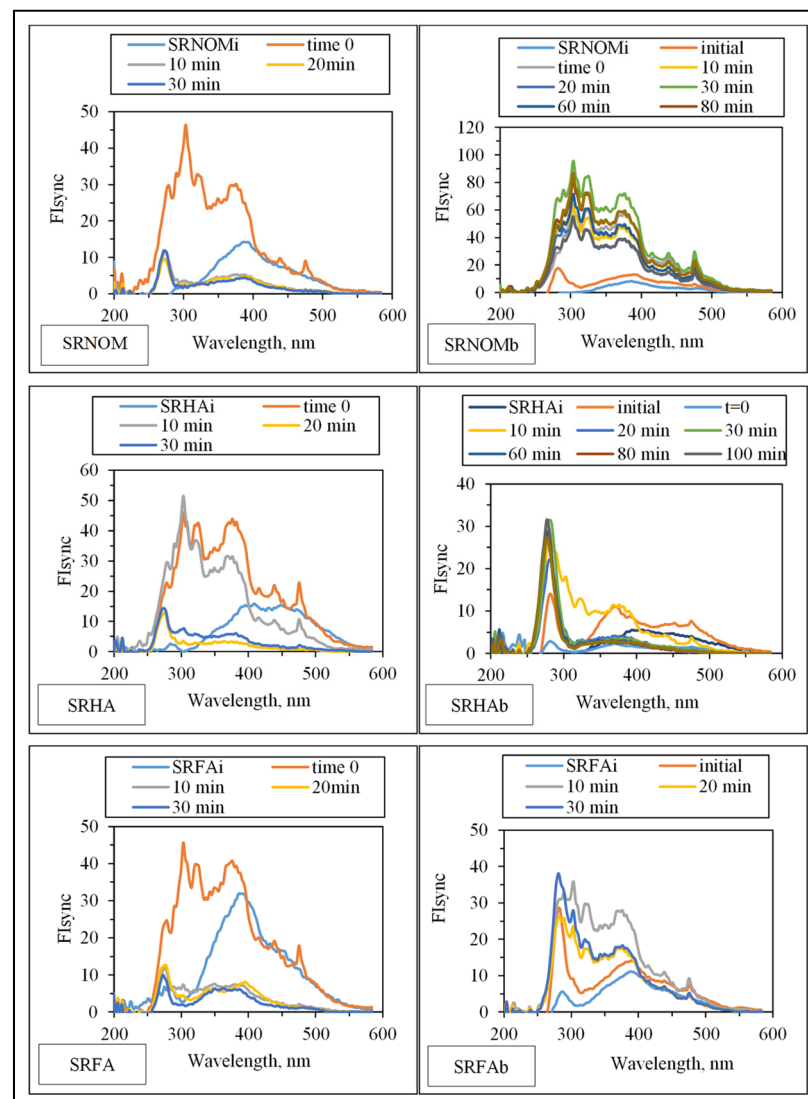 SRNOMi time 0
10 min 20min
30 min
50
40
30
20
10
0
200 300 400 500 600
FIsync
Wavelength, nm
SRNOM
SRNOMi initial
time 0 10 min
20 min 30 min
60 min 80 min
120
100
80
60
40
20
0
200 300 400 500 600
FIsync
Wavelength, nm
SRNOMb
SRHAi time 0
10 min 20 min
30 min
60
50
40
30
20
10
0
200 300 400 500 600
FIsync
Wavelength, nm
SRHA
SRHAi initial t=0
10 min 20 min 30 min
60 min 80 min 100 min
40
30
20
10
0
200 300 400 500 600
FIsync
Wavelength, nm
SRHAb
SRFAi time 0
10 min 20min
30 min
50
40
30
20
10
0
200 300 400 500 600
FIsync
Wavelength, nm
SRFA
SRFAi initial
10 min 20 min
30 min
50
40
30
20
10
0
200 300 400 500 600
FIsync
Wavelength, nm
SRFAb